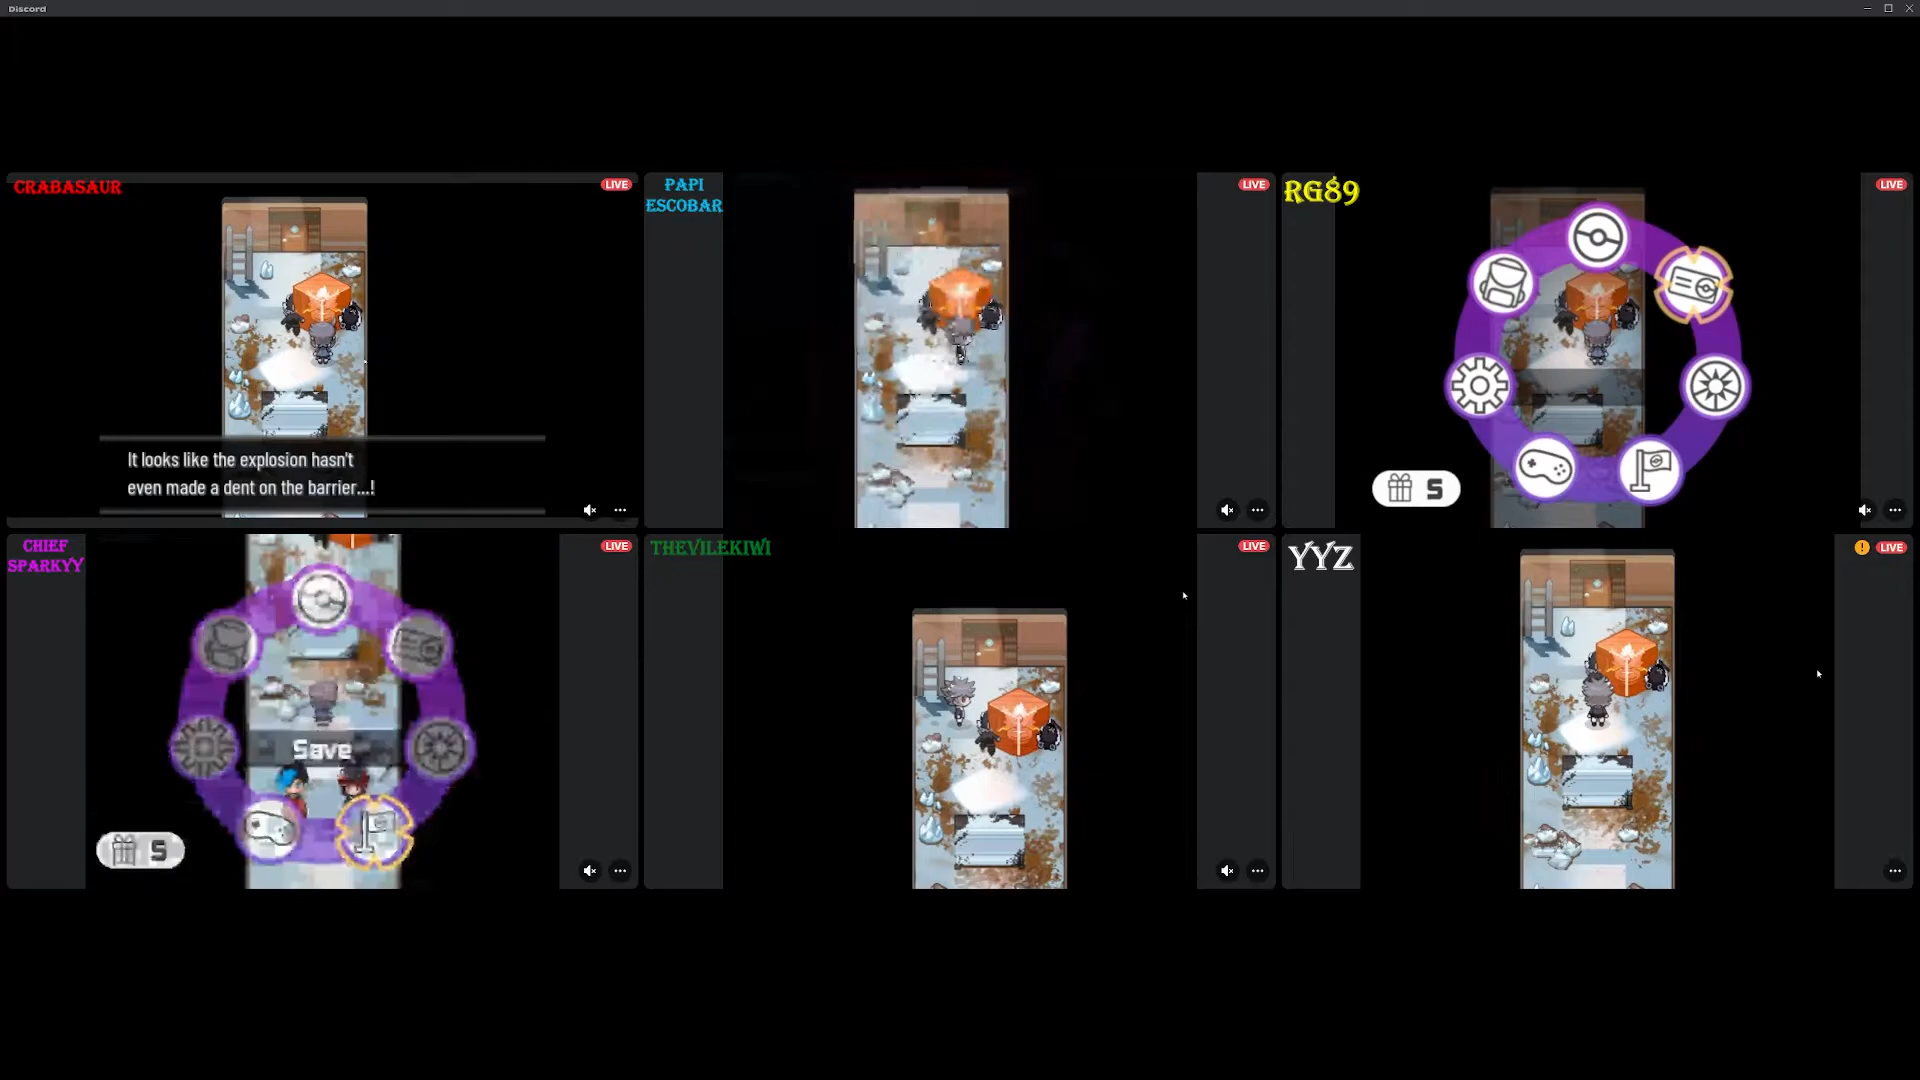 Discord
CRABASAUR
LIVE
PAPI
ESCOBAR
LIVE
RG89
LIVE
It looks like the explosion hasn't
even made a dent on the barrier...!
5
CHIEF
SPARKYY
LIVE
THEVILEKIWI
LIVE
YYZ
LIVE
Save
5